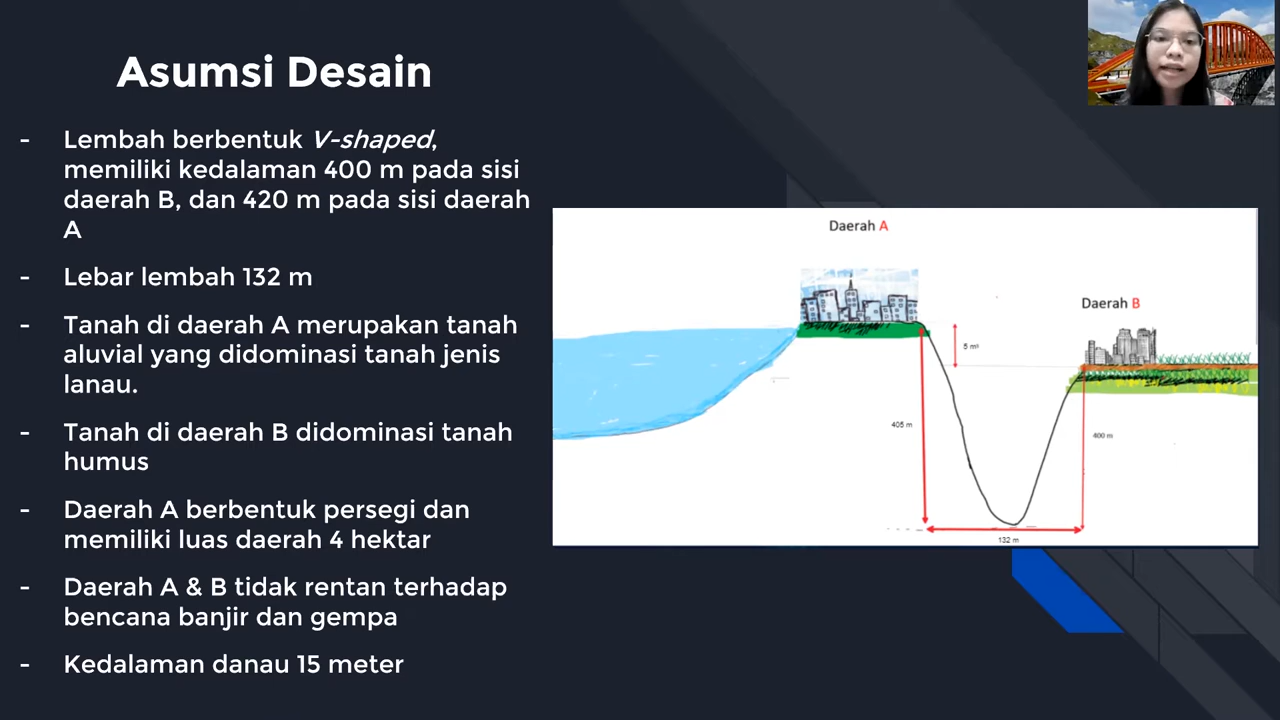 Asumsi Desain
- Lembah berbentuk V-shaped,
memiliki kedalaman 400 m pada sisi
daerah B, dan 420 m pada sisi daerah
A
- Lebar lembah 132 m
- Tanah di daerah A merupakan tanah
aluvial yang didominasi tanah jenis
lanau.
- Tanah di daerah B didominasi tanah
humus
- Daerah A berbentuk persegi dan
memiliki luas daerah 4 hektar
- Daerah A & B tidak rentan terhadap
bencana banjir dan gempa
- Kedalaman danau 15 meter
Daerah A
Daerah B
5 m
405 m
400 m
132 m